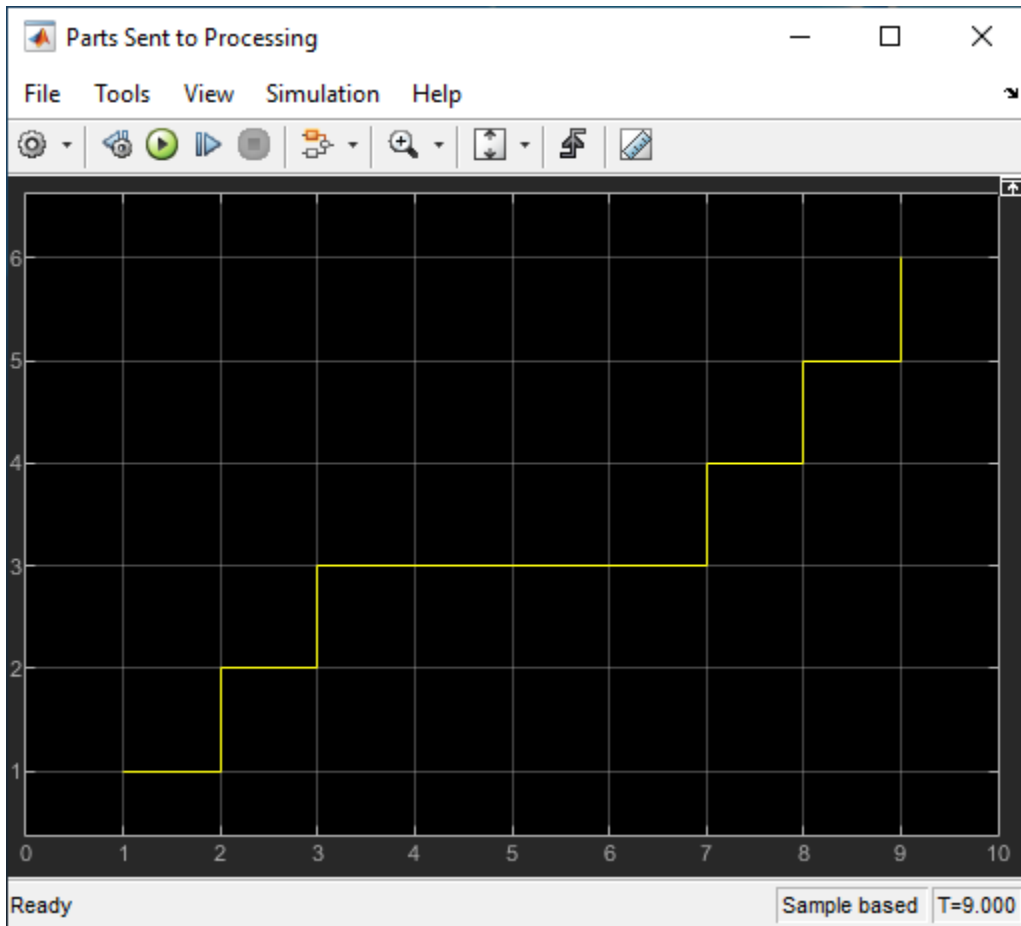 Parts Sent to Processing
File Tools View Simulation Help
6
5
4
3
2
1
0 1 2 3 4 5 6 7 8 9 10
Ready Sample based T=9.000